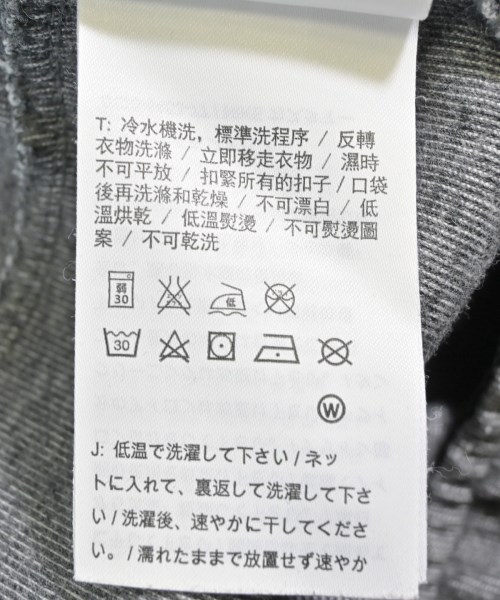 T: 冷水機洗，標準洗程序 / 反轉
衣物洗滌 / 立即移走衣物 / 濕時
不可平放 / 扣緊所有的扣子 / 口袋
後再洗滌和乾燥 / 不可漂白 / 低
溫烘乾 / 低溫熨燙 / 不可熨燙圖
案 / 不可乾洗
弱 30 低
30
W
J: 低温で洗濯して下さい / ネッ
トに入れて、裏返して洗濯して下さ
い / 洗濯後、速やかに干してくださ
い。 / 濡れたままで放置せず速やか